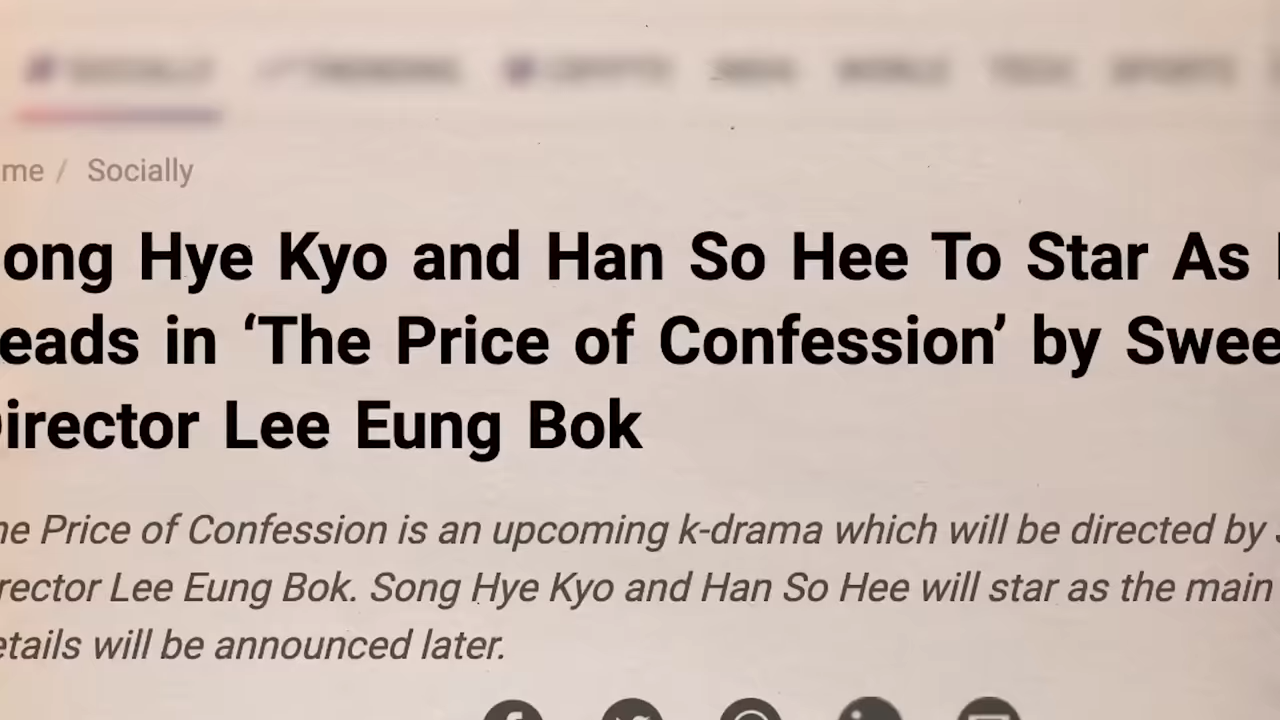 me / Socially
ong Hye Kyo and Han So Hee To Star As
eads in ‘The Price of Confession’ by Swee
irector Lee Eung Bok
he Price of Confession is an upcoming k-drama which will be directed by
rector Lee Eung Bok. Song Hye Kyo and Han So Hee will star as the main
etails will be announced later.